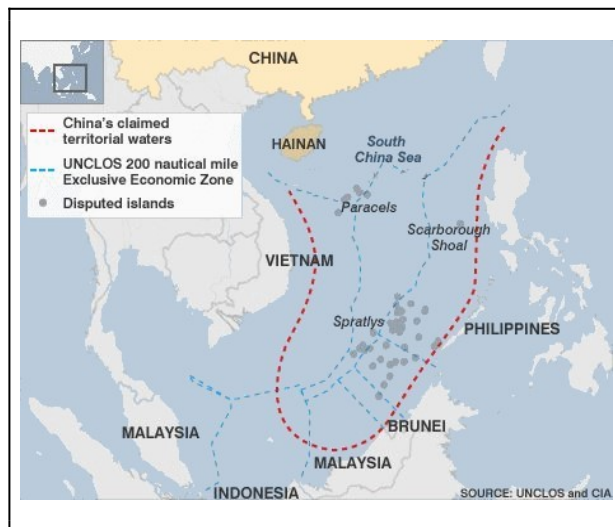 CHINA
China's claimed
territorial waters
UNCLOS 200 nautical mile
Exclusive Economic Zone
Disputed islands
HAINAN
South
China Sea
Paracels
Scarborough
Shoal
VIETNAM
Spratlys
PHILIPPINES
MALAYSIA
BRUNEI
MALAYSIA
INDONESIA
SOURCE: UNCLOS and CIA